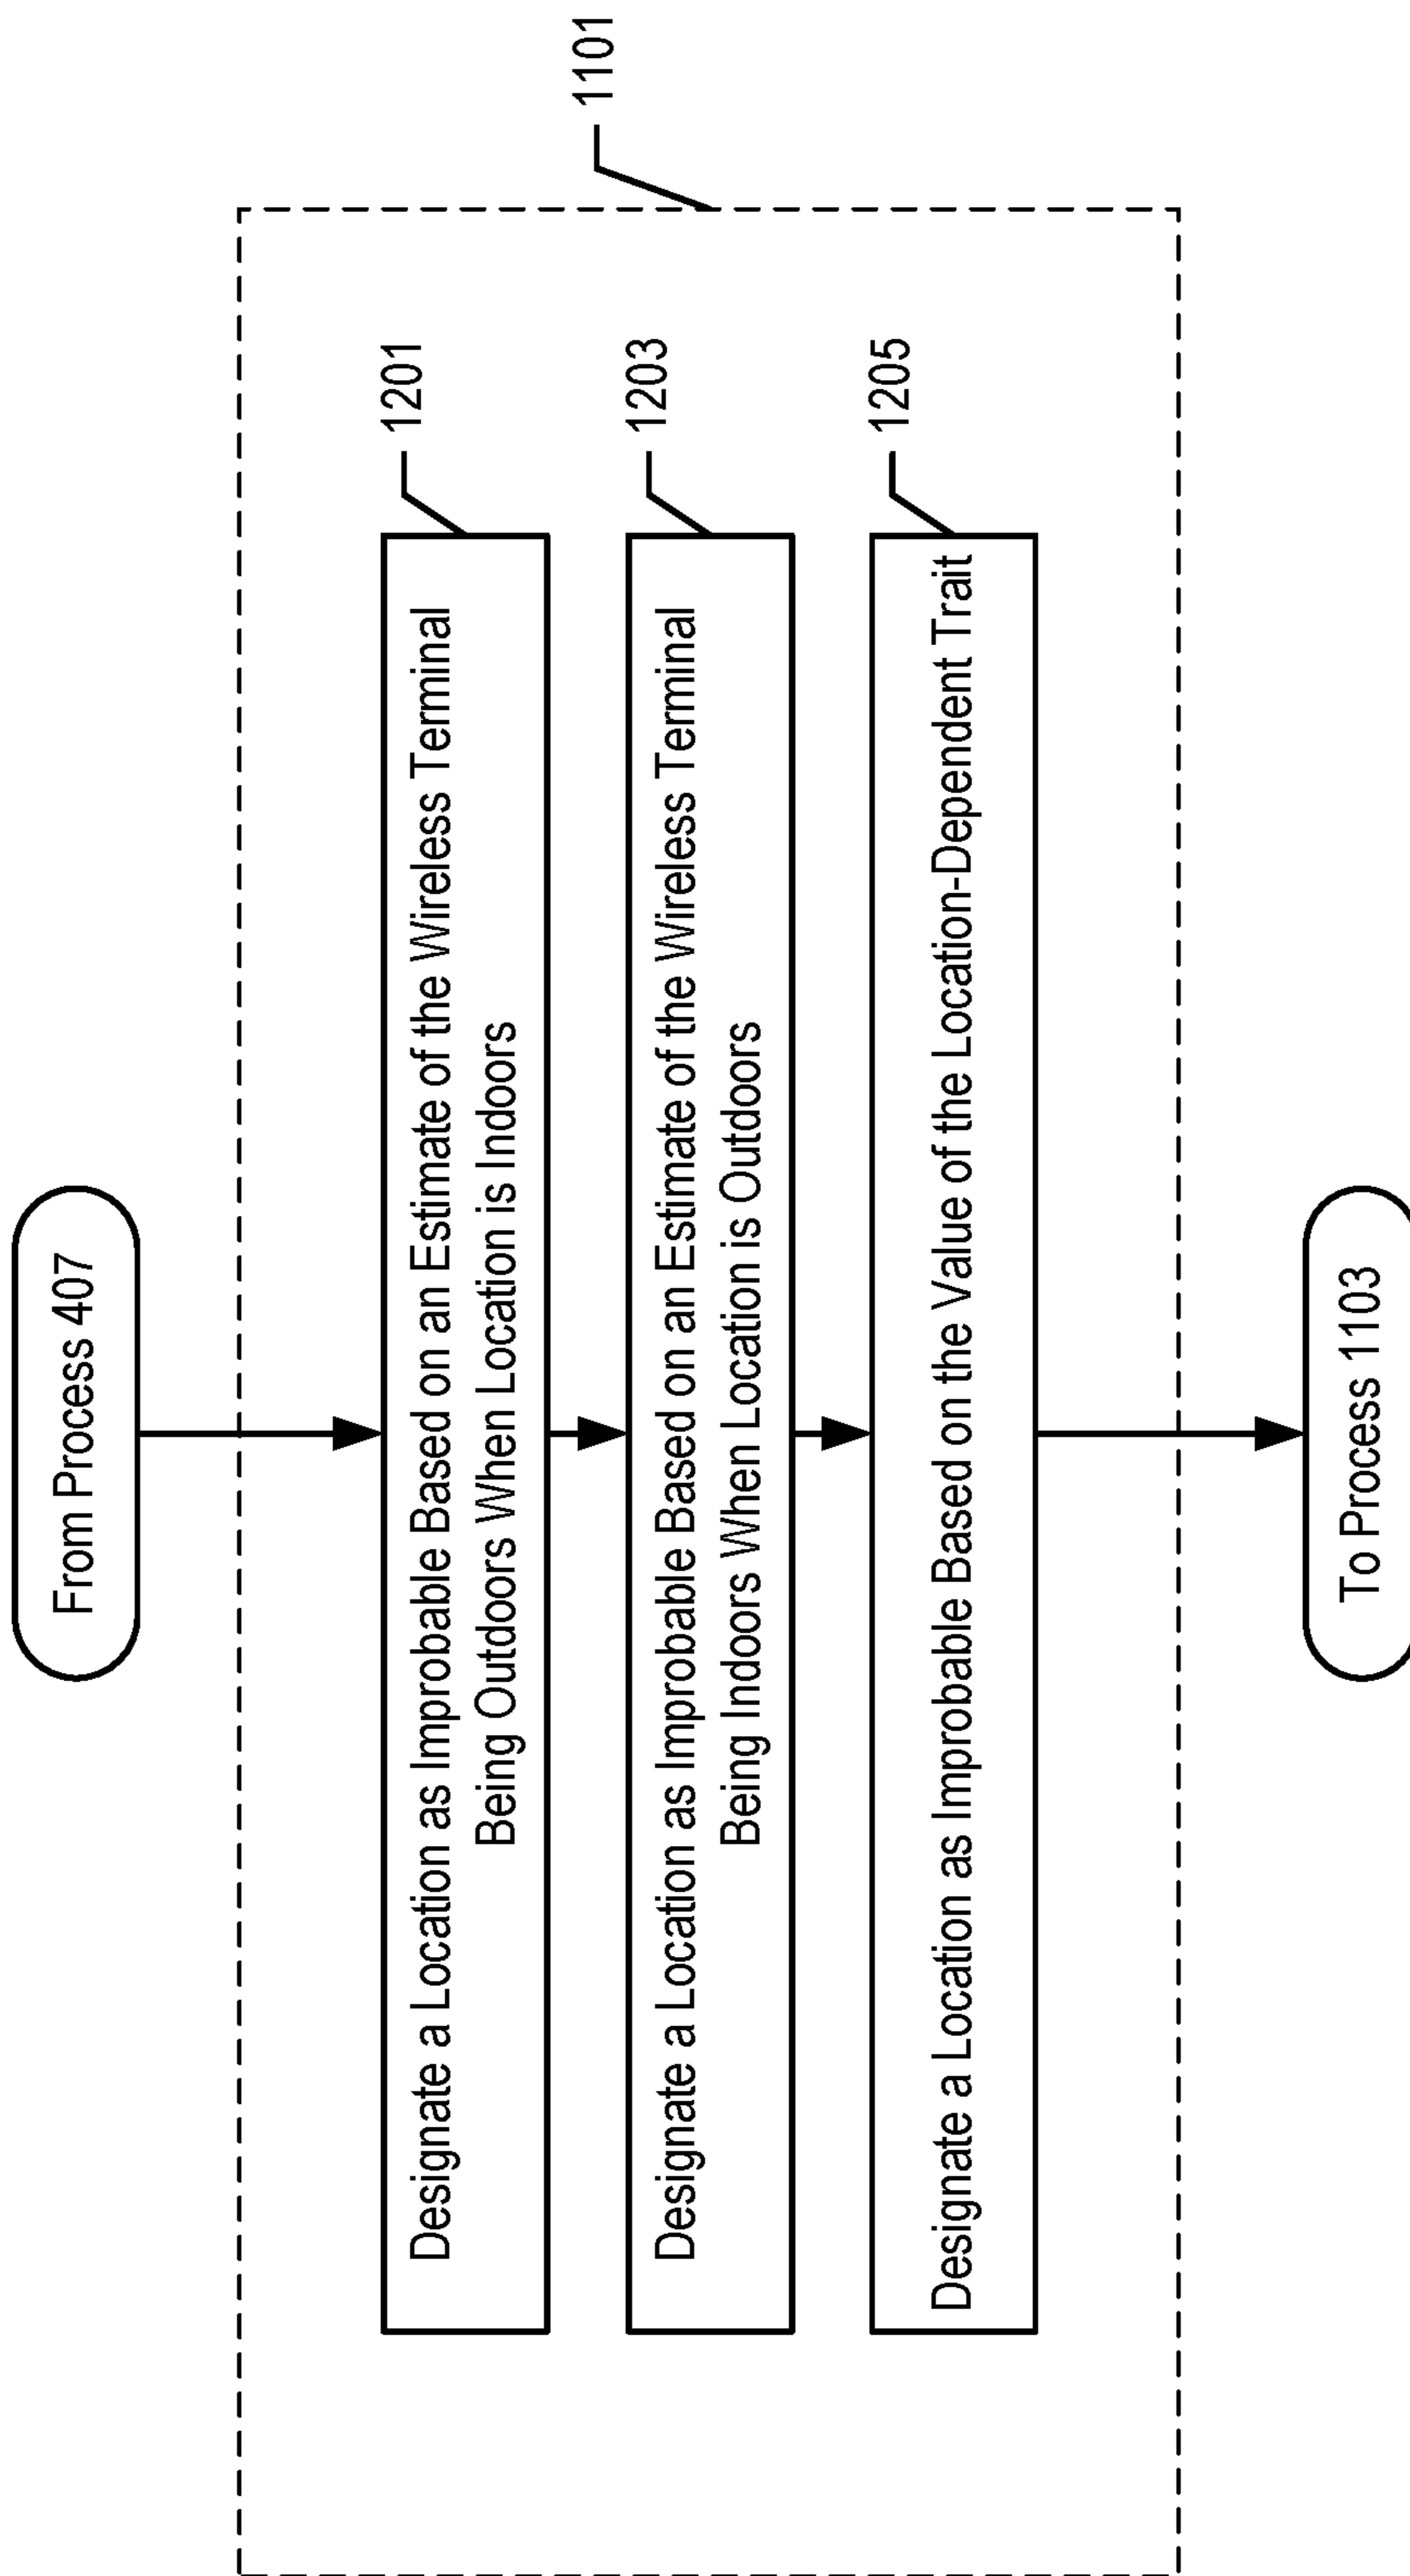 From Process 407
1101
1201
Designate a Location as Improbable Based on an Estimate of the Wireless Terminal
Being Outdoors When Location is Indoors
1203
Designate a Location as Improbable Based on an Estimate of the Wireless Terminal
Being Indoors When Location is Outdoors
1205
Designate a Location as Improbable Based on the Value of the Location-Dependent Trait
To Process 1103